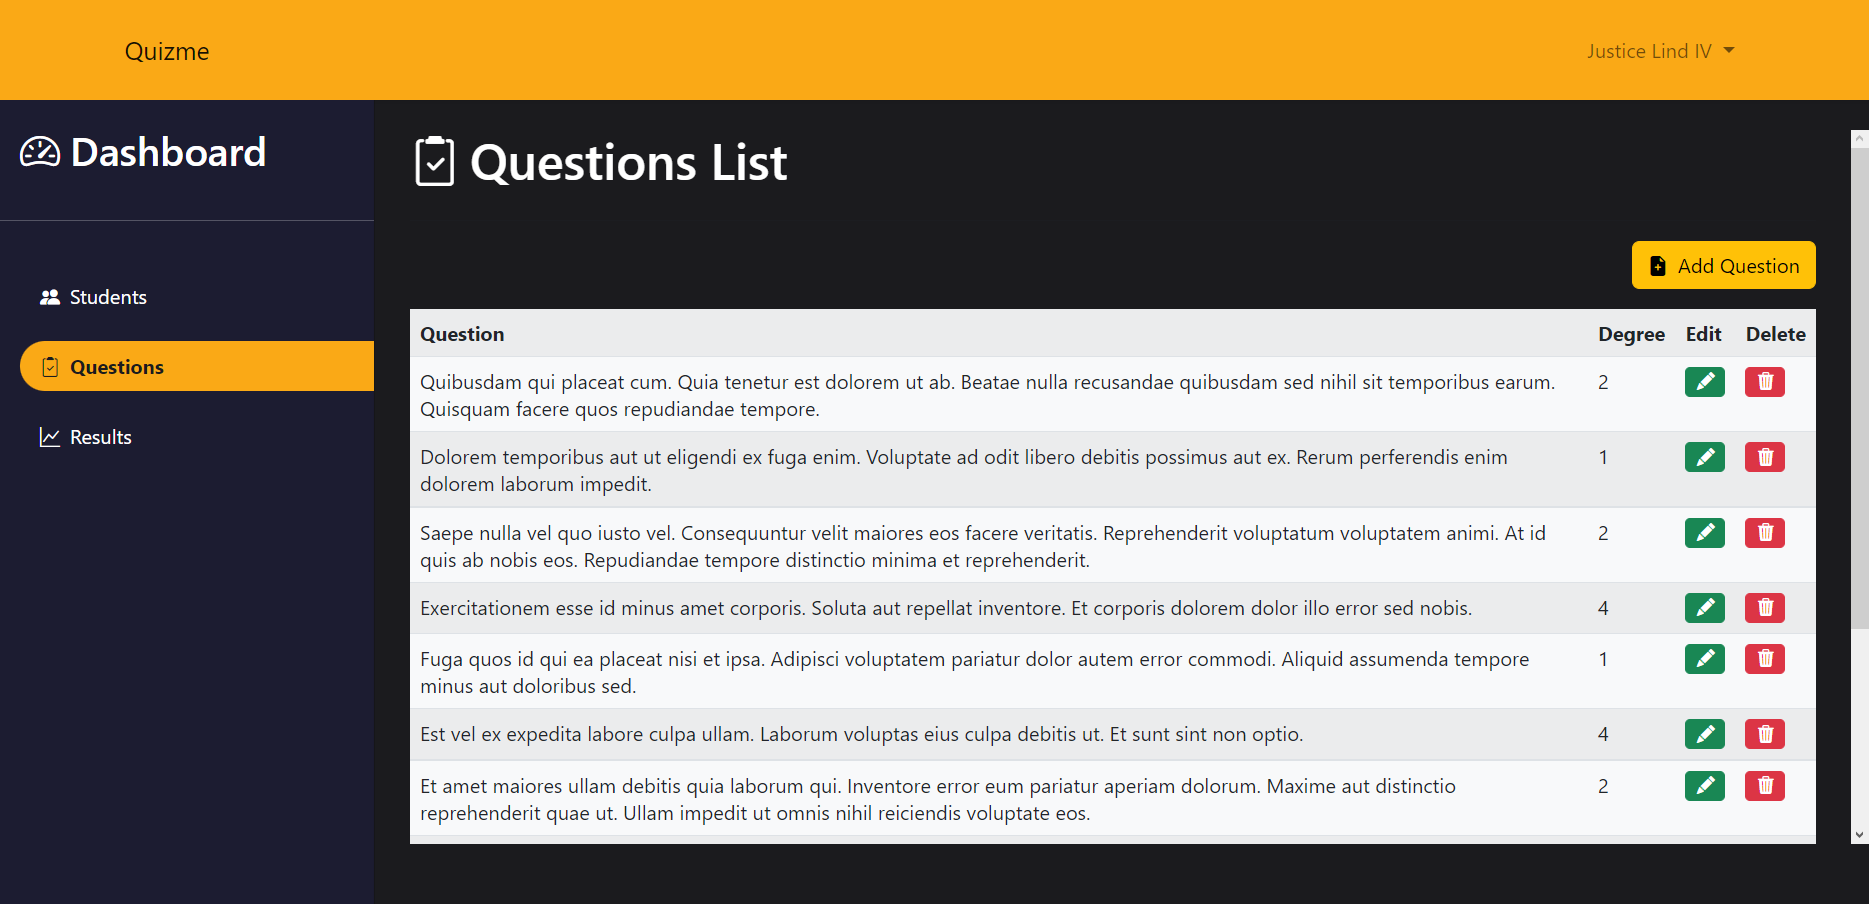 Quizme
Justice Lind IV
Dashboard
Students
Questions
Results
Questions List
Add Question
Question Degree Edit Delete
Quibusdam qui placeat cum. Quia tenetur est dolorem ut ab. Beatae nulla recusandae quibusdam sed nihil sit temporibus earum. 2
Quisquam facere quos repudiandae tempore.
Dolorem temporibus aut ut eligendi ex fuga enim. Voluptate ad odit libero debitis possimus aut ex. Rerum perferendis enim 1
dolorem laborum impedit.
Saepe nulla vel quo iusto vel. Consequuntur velit maiores eos facere veritatis. Reprehenderit voluptatum voluptatem animi. At id 2
quis ab nobis eos. Repudiandae tempore distinctio minima et reprehenderit.
Exercitationem esse id minus amet corporis. Soluta aut repellat inventore. Et corporis dolorem dolor illo error sed nobis. 4
Fuga quos id qui ea placeat nisi et ipsa. Adipisci voluptatem pariatur dolor autem error commodi. Aliquid assumenda tempore 1
minus aut doloribus sed.
Est vel ex expedita labore culpa ullam. Laborum voluptas eius culpa debitis ut. Et sunt sint non optio. 4
Et amet maiores ullam debitis quia laborum qui. Inventore error eum pariatur aperiam dolorum. Maxime aut distinctio 2
reprehenderit quae ut. Ullam impedit ut omnis nihil reiciendis voluptate eos.